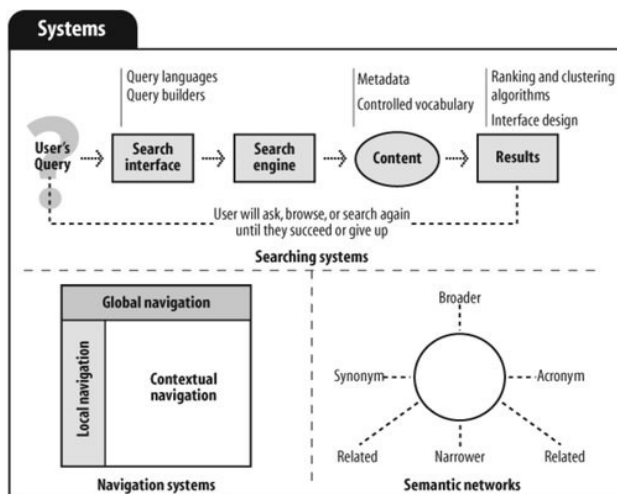 Systems
Query languages
Query builders
Metadata
Controlled vocabulary
Ranking and clustering
algorithms
Interface design
?
User's
Query
Search
interface
Search
engine
Content
Results
User will ask, browse, or search again
until they succeed or give up
Searching systems
Global navigation
Local navigation
Contextual
navigation
Navigation systems
Broader
Synonym
Acronym
Related
Narrower
Related
Semantic networks